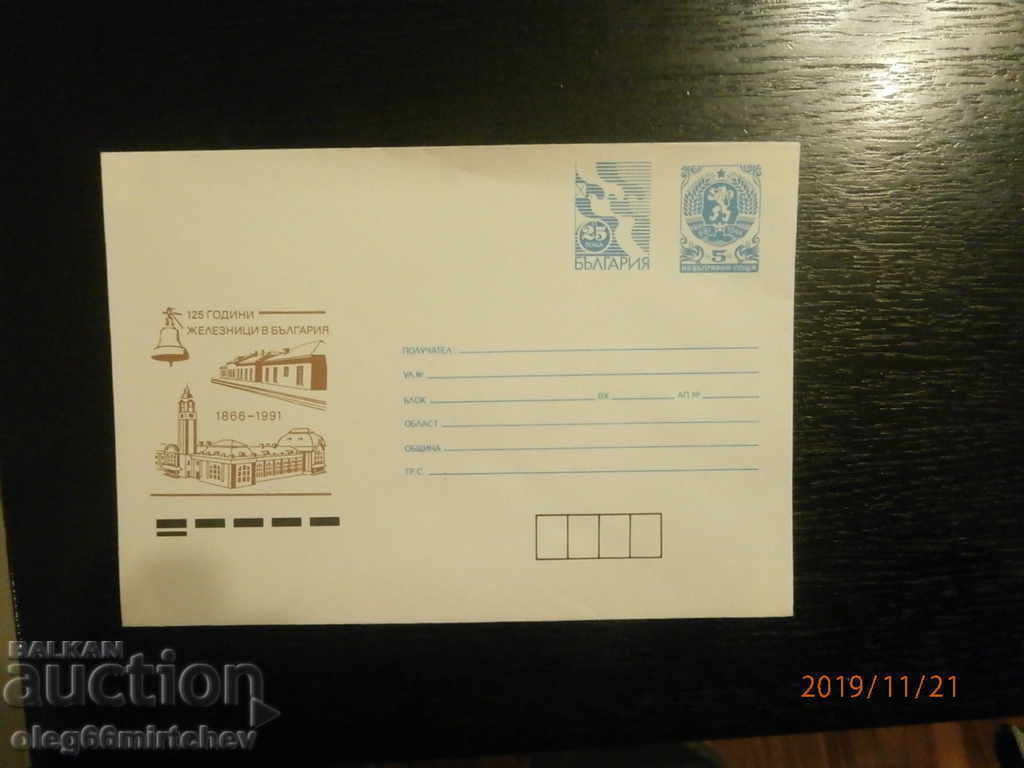 25
БЪЛГАРИЯ
5
125 ГОДИНИ
ЖЕЛЕЗНИЦИ В БЪЛГАРИЯ
1866-1991
ПОЛУЧАТЕЛ:
УЛ. №
БЛОК ВХ АП. №
ОБЛАСТ
ОБЩИНА
ГР. С.
2019/11/21
BALKAN
auction
oleg66mirtchev